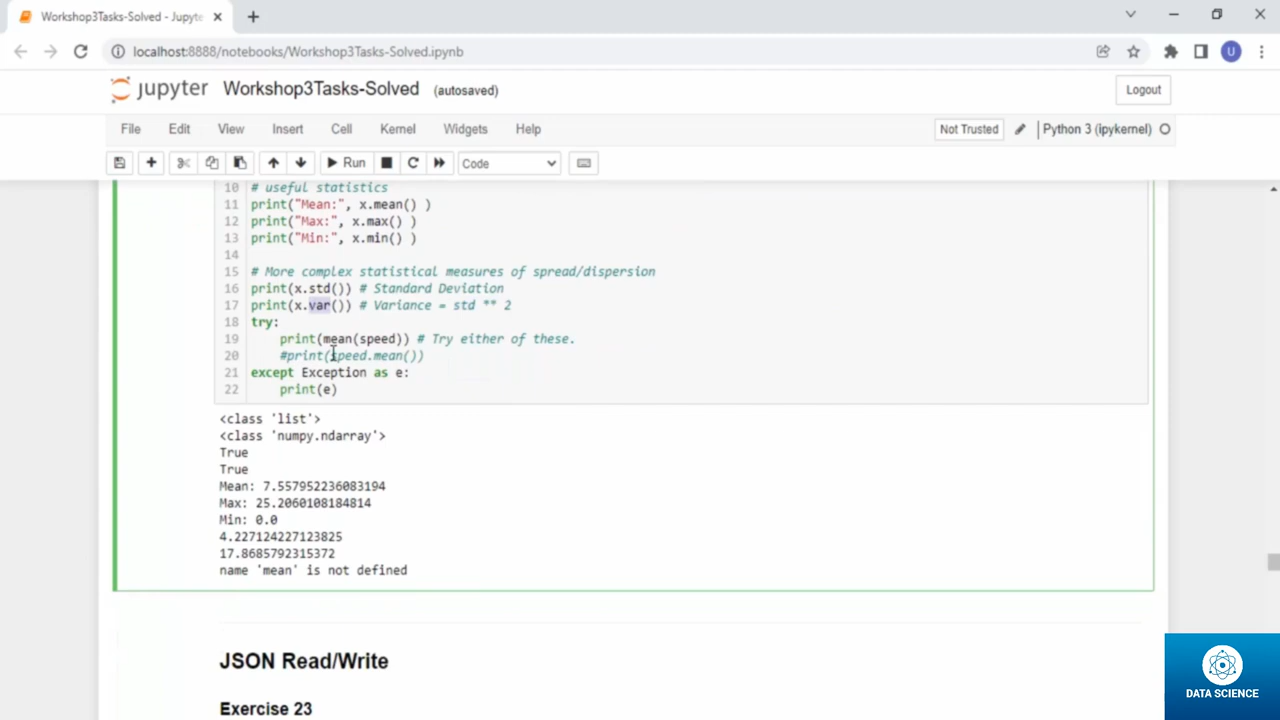 Workshop3Tasks-Solved - Jupyte
localhost:8888/notebooks/Workshop3Tasks-Solved.ipynb
U
jupyter Workshop3Tasks-Solved (autosaved)
Logout
File Edit View Insert Cell Kernel Widgets Help
Not Trusted
Python 3 (ipykernel)
Run
Code
10 # useful statistics
11 print("Mean:", x.mean() )
12 print("Max:", x.max() )
13 print("Min:", x.min() )
14
15 # More complex statistical measures of spread/dispersion
16 print(x.std()) # Standard Deviation
17 print(x.var()) # Variance = std ** 2
18 try:
19 print(mean(speed)) # Try either of these.
20 #print(speed.mean())
21 except Exception as e:
22 print(e)
<class 'list'>
<class 'numpy.ndarray'>
True
True
Mean: 7.557952236083194
Max: 25.2060108184814
Min: 0.0
4.227124227123825
17.8685792315372
name 'mean' is not defined
JSON Read/Write
Exercise 23
DATA SCIENCE